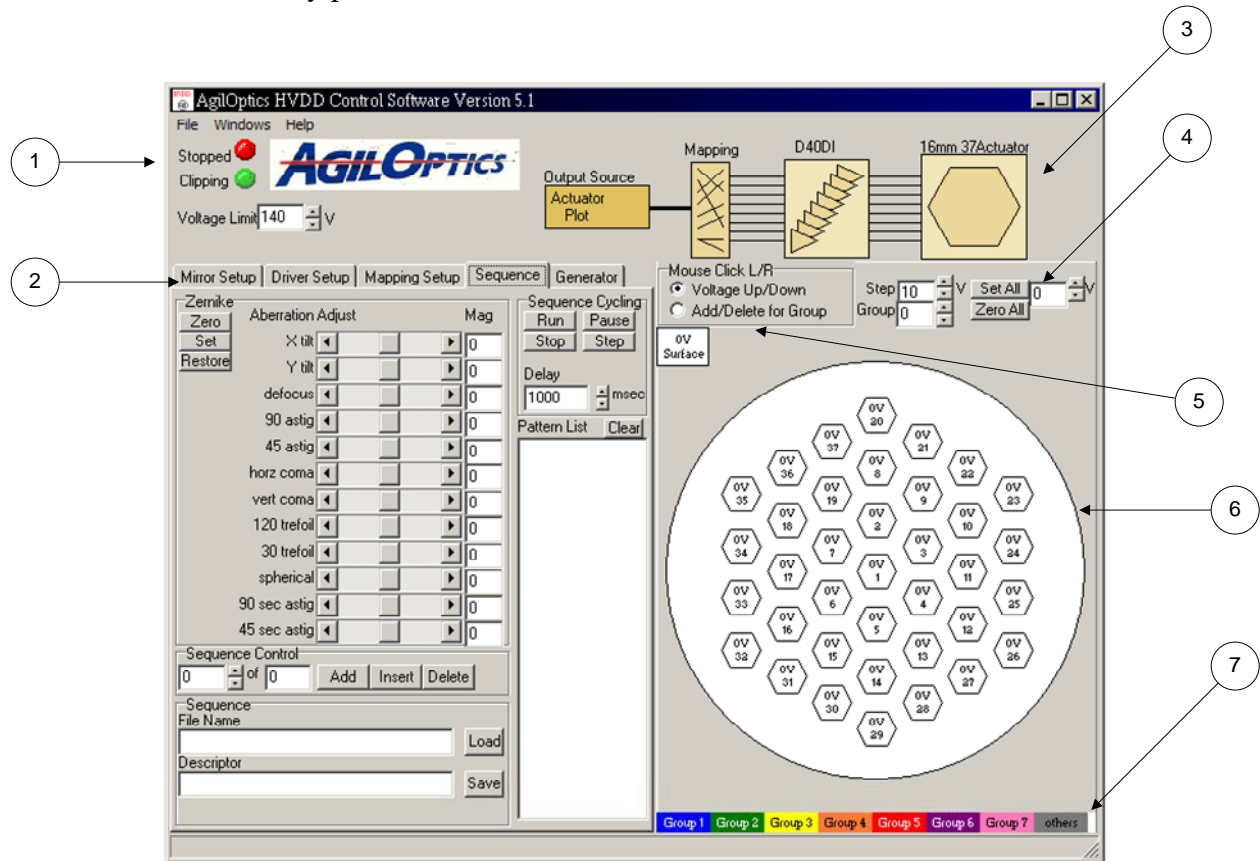 3
AgilOptics HVDD Control Software Version 5.1
File Windows Help
4
1
Stopped
Clipping
AGILOPTICS
Voltage Limit 140 V
Output Source
Actuator
Plot
Mapping
D40DI
16mm 37Actuator
2
Mirror Setup Driver Setup Mapping Setup Sequence Generator
Zernike
Zero
Set
Restore
Aberration Adjust Mag
X tilt 0
Y tilt 0
defocus 0
90 astig 0
45 astig 0
horz coma 0
vert coma 0
120 trefoil 0
30 trefoil 0
spherical 0
90 sec astig 0
45 sec astig 0
Sequence Control
0 of 0 Add Insert Delete
Sequence
File Name
Load
Descriptor
Save
Sequence Cycling
Run Pause
Stop Step
Delay
1000 msec
Pattern List Clear
Mouse Click L/R
Voltage Up/Down
Add/Delete for Group
Step 10 V Set All 0 V
Group 0 Zero All
0V
Surface
5
0V
20
0V
37
0V
21
0V
36
0V
8
0V
22
0V
35
0V
19
0V
9
0V
23
6
0V
18
0V
2
0V
10
0V
34
0V
7
0V
3
0V
24
0V
17
0V
1
0V
11
0V
33
0V
6
0V
4
0V
25
0V
16
0V
5
0V
12
0V
32
0V
15
0V
13
0V
26
0V
31
0V
14
0V
27
0V
30
0V
28
0V
29
7
Group 1 Group 2 Group 3 Group 4 Group 5 Group 6 Group 7 others